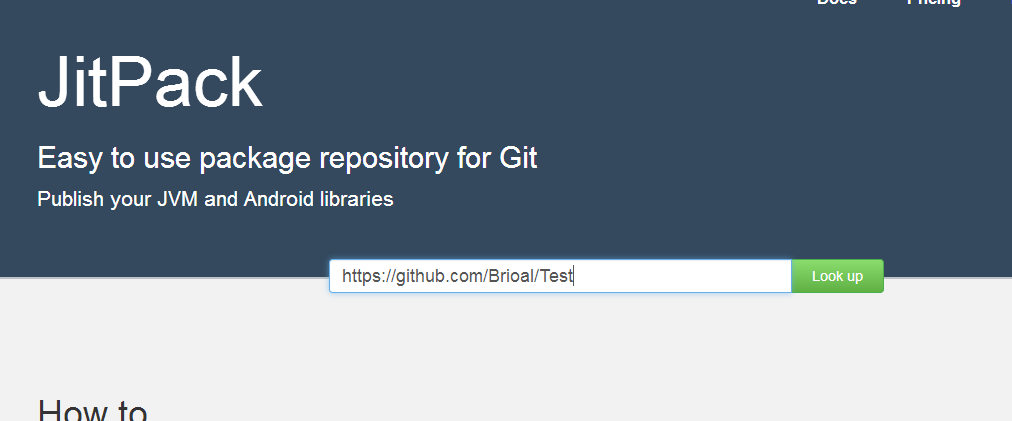 Docs Pricing
JitPack
Easy to use package repository for Git
Publish your JVM and Android libraries
https://github.com/Brioal/Test Look up
How to